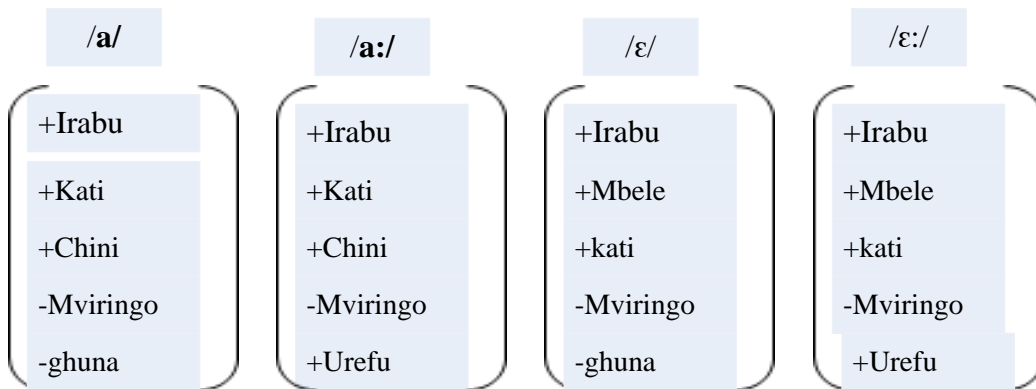 /a/ /a:/ /ɛ/ /ɛ:/
+Irabu +Irabu +Irabu +Irabu
+Kati +Kati +Mbele +Mbele
+Chini +Chini +kati +kati
-Mviringo -Mviringo -Mviringo -Mviringo
-ghuna +Urefu -ghuna +Urefu